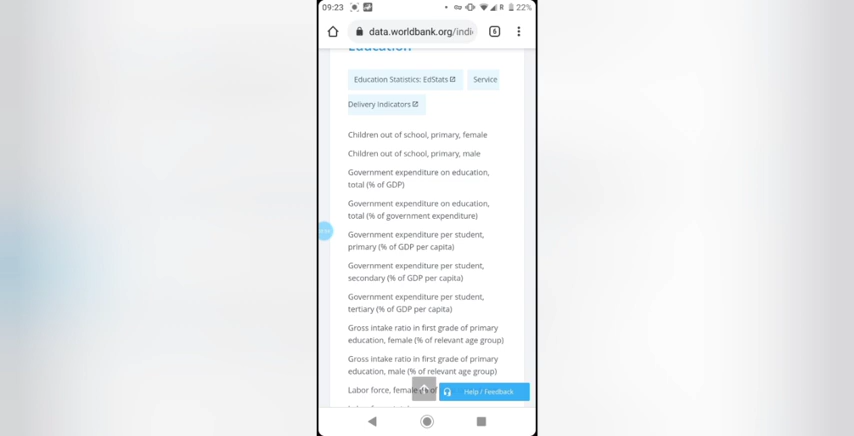 09:23 R 22%
data.worldbank.org/indi 6
Education
Education Statistics: EdStats Service
Delivery Indicators
Children out of school, primary, female
Children out of school, primary, male
Government expenditure on education,
total (% of GDP)
Government expenditure on education,
total (% of government expenditure)
Government expenditure per student,
primary (% of GDP per capita)
Government expenditure per student,
secondary (% of GDP per capita)
Government expenditure per student,
tertiary (% of GDP per capita)
Gross intake ratio in first grade of primary
education, female (% of relevant age group)
Gross intake ratio in first grade of primary
education, male (% of relevant age group)
Labor force, female (% of
Help / Feedback